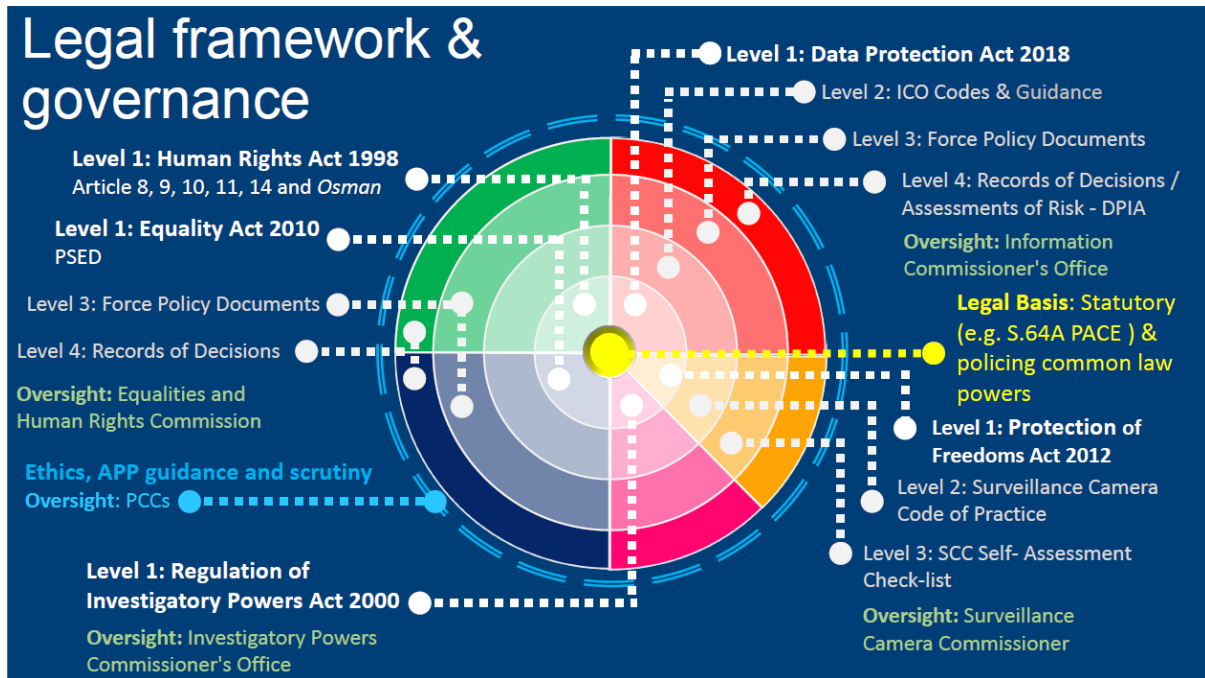 Legal framework &
governance
Level 1: Human Rights Act 1998
Article 8, 9, 10, 11, 14 and Osman
Level 1: Equality Act 2010
PSED
Level 3: Force Policy Documents
Level 4: Records of Decisions
Oversight: Equalities and
Human Rights Commission
Ethics, APP guidance and scrutiny
Oversight: PCCs
Level 1: Regulation of
Investigatory Powers Act 2000
Oversight: Investigatory Powers
Commissioner's Office
Level 1: Data Protection Act 2018
Level 2: ICO Codes & Guidance
Level 3: Force Policy Documents
Level 4: Records of Decisions /
Assessments of Risk - DPIA
Oversight: Information
Commissioner's Office
Legal Basis: Statutory
(e.g. S.64A PACE ) &
policing common law
powers
Level 1: Protection of
Freedoms Act 2012
Level 2: Surveillance Camera
Code of Practice
Level 3: SCC Self- Assessment
Check-list
Oversight: Surveillance
Camera Commissioner